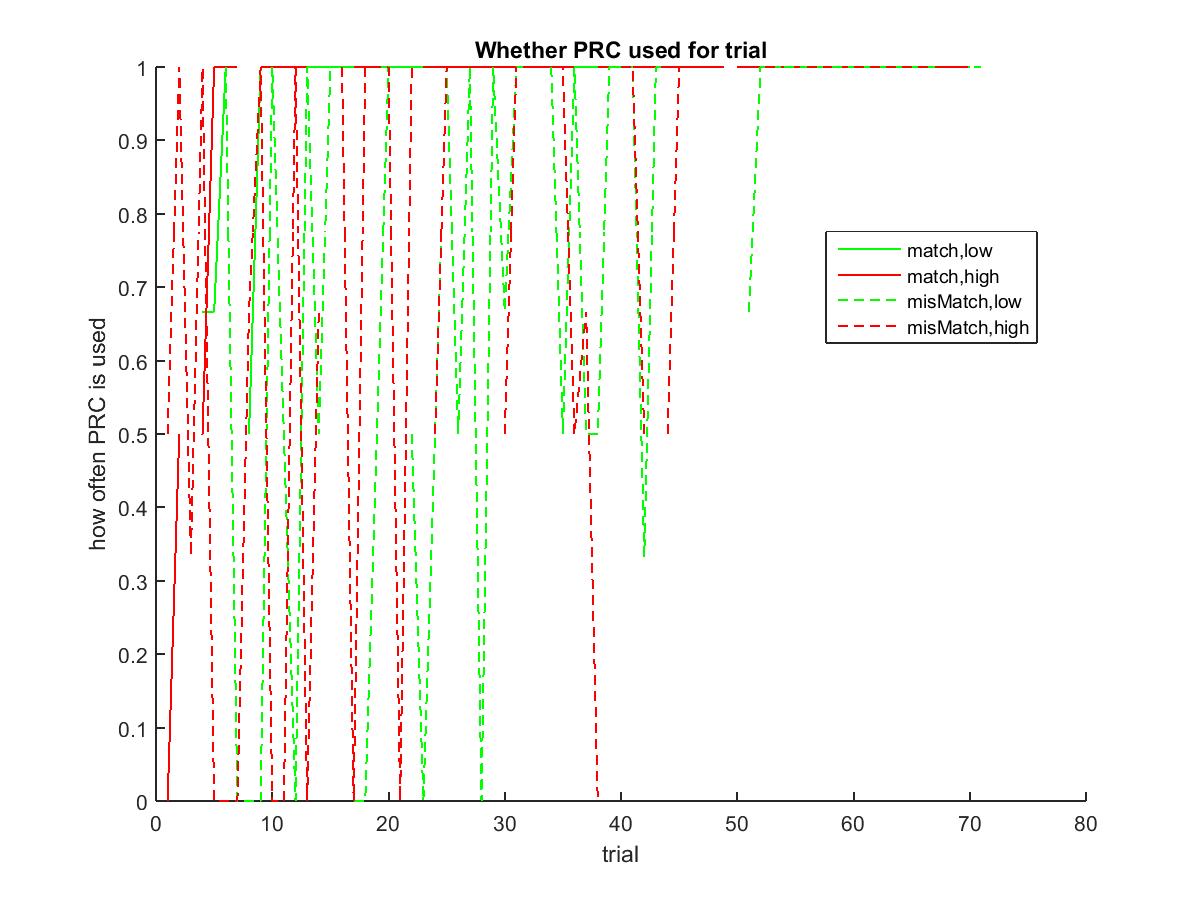 Whether PRC used for trial
how often PRC is used
1
0.9
0.8
0.7
0.6
0.5
0.4
0.3
0.2
0.1
0
match,low
match,high
misMatch,low
misMatch,high
0 10 20 30 40 50 60 70 80
trial